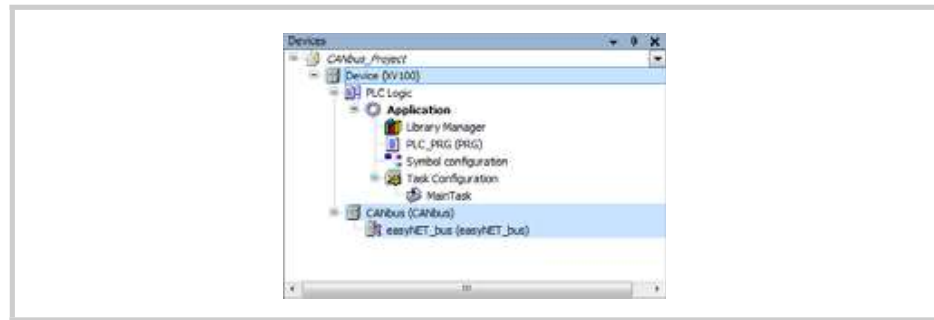 Devices
CANbus_Project
Device (XV100)
PLC Logic
Application
Library Manager
PLC_PRG (PRG)
Symbol configuration
Task Configuration
MainTask
CANbus (CANbus)
easyNET_bus (easyNET_bus)